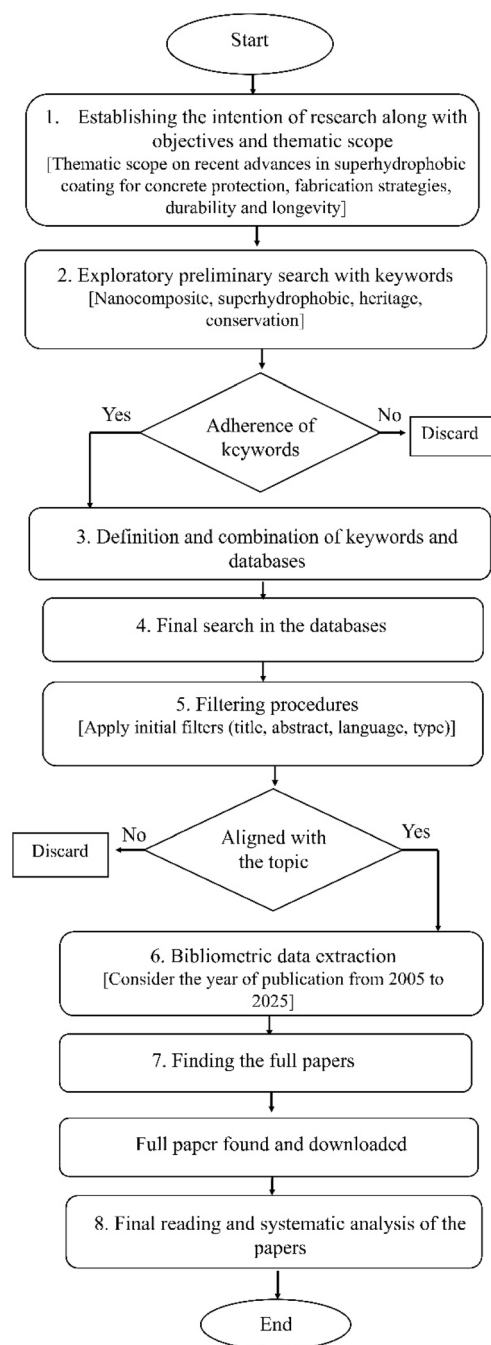 Start
1. Establishing the intention of research along with
objectives and thematic scope
[Thematic scope on recent advances in superhydrophobic
coating for concrete protection, fabrication strategies,
durability and longevity]
2. Exploratory preliminary search with keywords
[Nanocomposite, superhydrophobic, heritage,
conservation]
Yes
No
Adherence of
keywords
Discard
3. Definition and combination of keywords and
databases
4. Final search in the databases
5. Filtering procedures
[Apply initial filters (title, abstract, language, type)]
No
Yes
Discard
Aligned with
the topic
6. Bibliometric data extraction
[Consider the year of publication from 2005 to
2025]
7. Finding the full papers
Full paper found and downloaded
8. Final reading and systematic analysis of the
papers
End